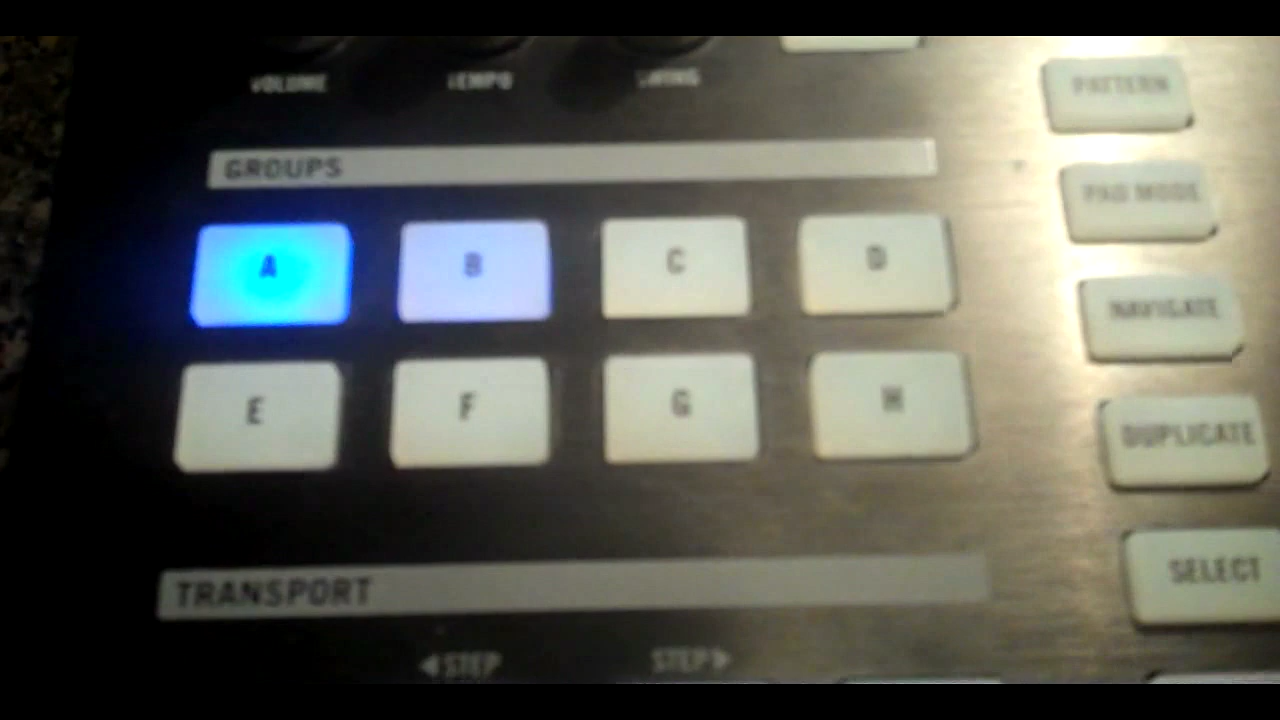 VOLUME TEMPO SWING
PATTERN
GROUPS
PAD MODE
A B C D
NAVIGATE
E F G H
DUPLICATE
SELECT
TRANSPORT
◀STEP STEP▶